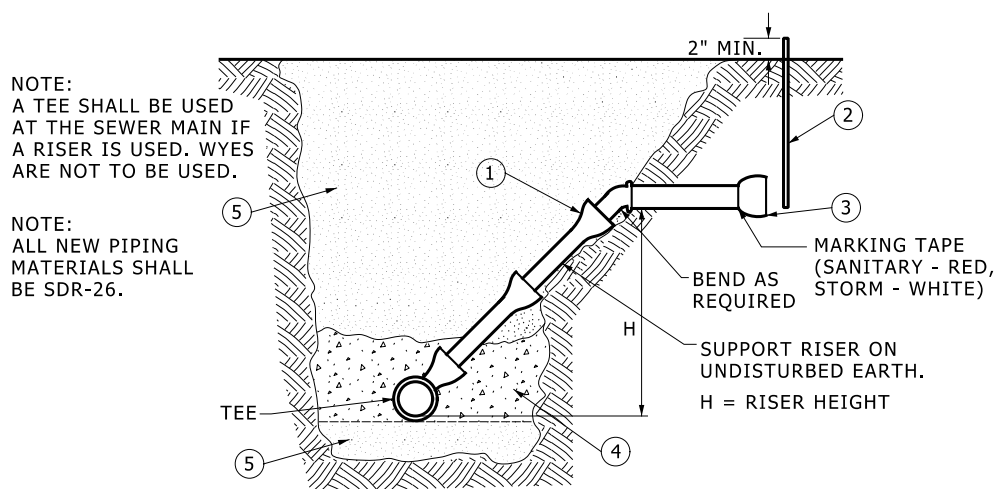 NOTE:
A TEE SHALL BE USED
AT THE SEWER MAIN IF
A RISER IS USED. WYES
ARE NOT TO BE USED.
NOTE:
ALL NEW PIPING
MATERIALS SHALL
BE SDR-26.
2" MIN.
2
1
5
3
MARKING TAPE
(SANITARY - RED,
STORM - WHITE)
BEND AS
REQUIRED
H
SUPPORT RISER ON
UNDISTURBED EARTH.
H = RISER HEIGHT
TEE
4
5